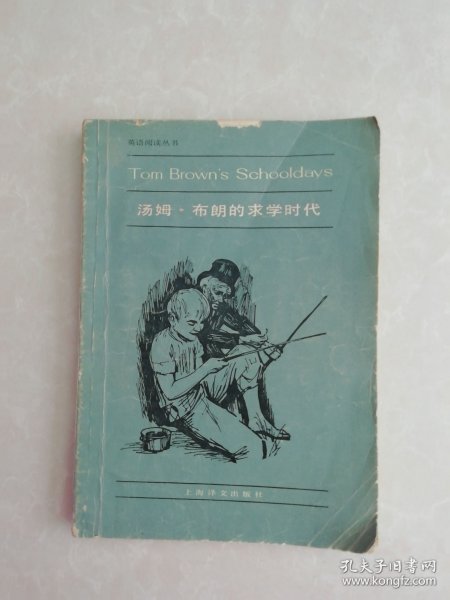 英语阅读丛书
Tom Brown's Schooldays
汤姆·布朗的求学时代
上海译文出版社
孔夫子旧书网
www.kongfz.com